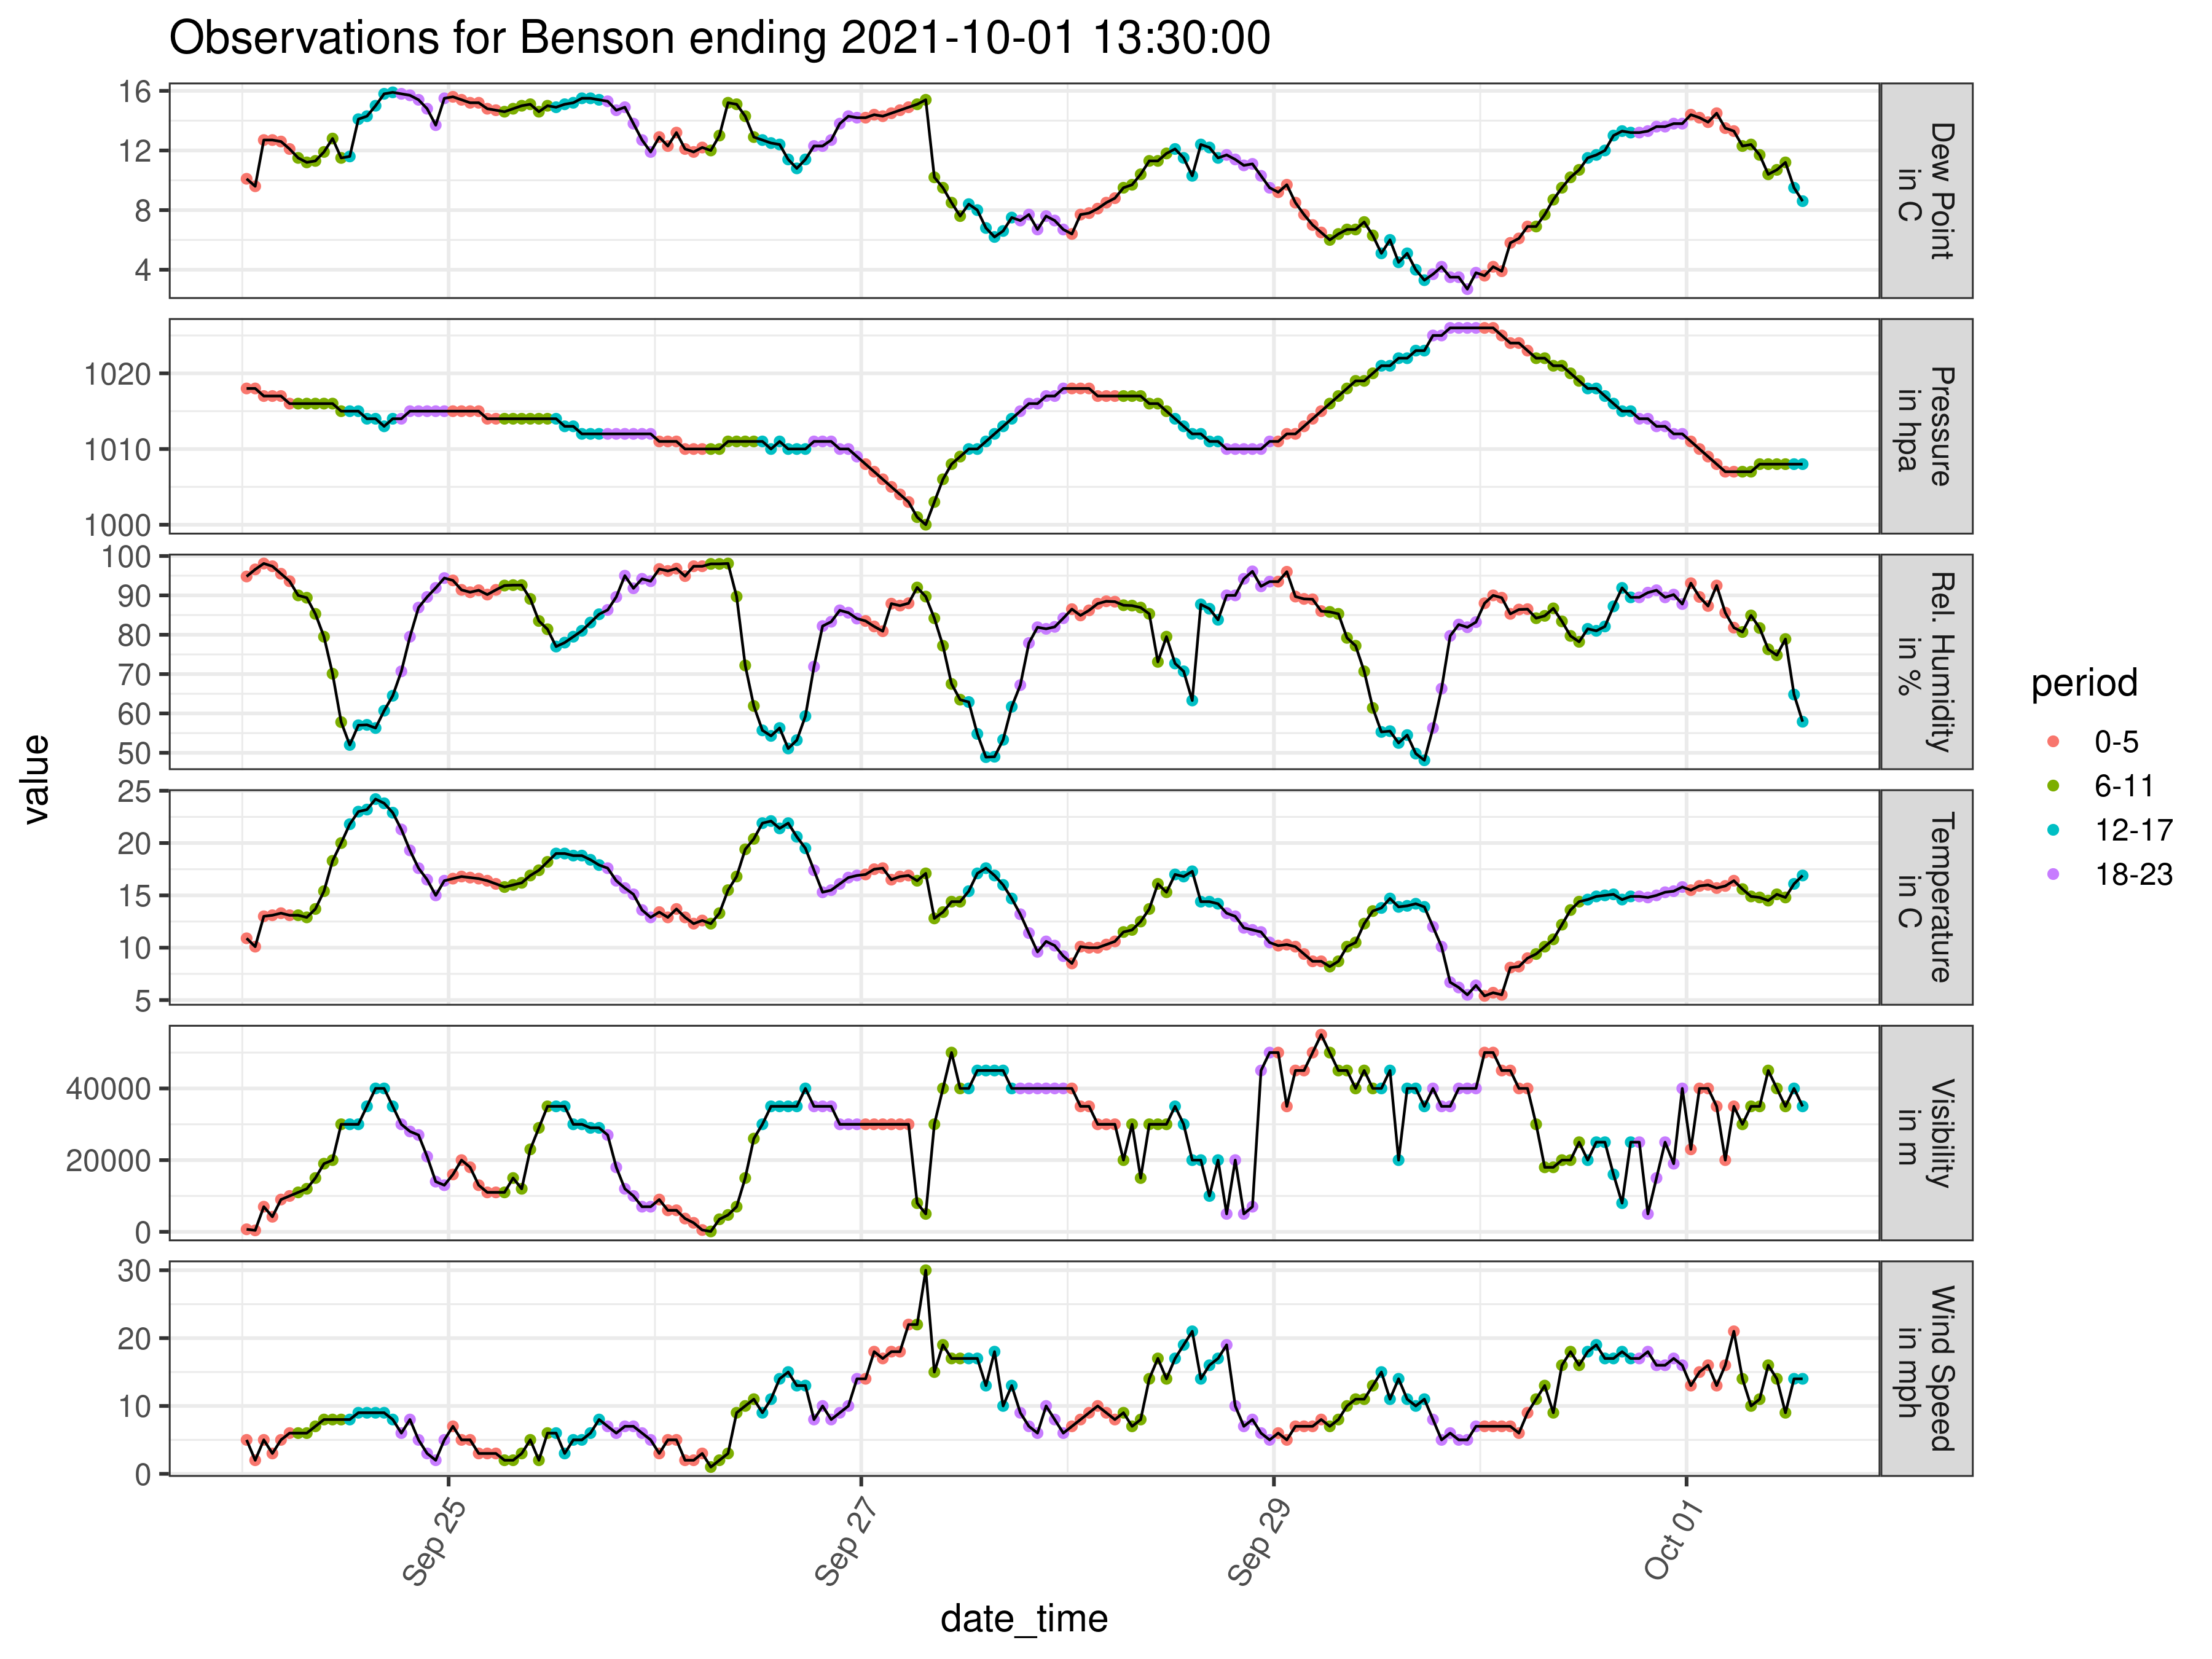 Observations for Benson ending 2021-10-01 13:30:00
value
16
12
8
4
Dew Point
in C
1020
1010
1000
Pressure
in hpa
100
90
80
70
60
50
Rel. Humidity
in %
25
20
15
10
5
Temperature
in C
40000
20000
0
Visibility
in m
30
20
10
0
Wind Speed
in mph
Sep 25
Sep 27
Sep 29
Oct 01
date_time
period
0-5
6-11
12-17
18-23